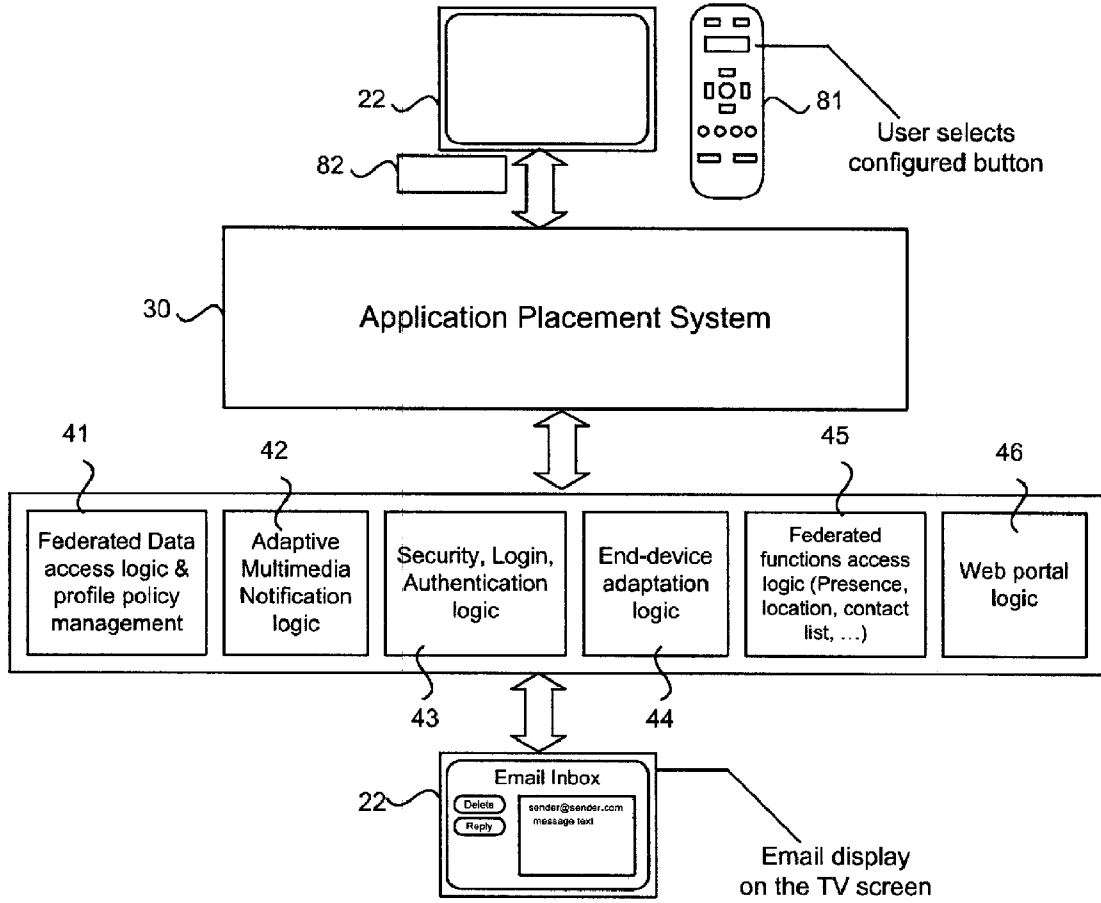 22
81
User selects
configured button
82
30
Application Placement System
41
42
45
46
Federated Data
access logic &
profile policy
management
Adaptive
Multimedia
Notification
logic
Security, Login,
Authentication
logic
End-device
adaptation
logic
Federated
functions access
logic (Presence,
location, contact
list, ...)
Web portal
logic
43
44
22
Email Inbox
Delete
Reply
sender@sender.com
message text
Email display
on the TV screen